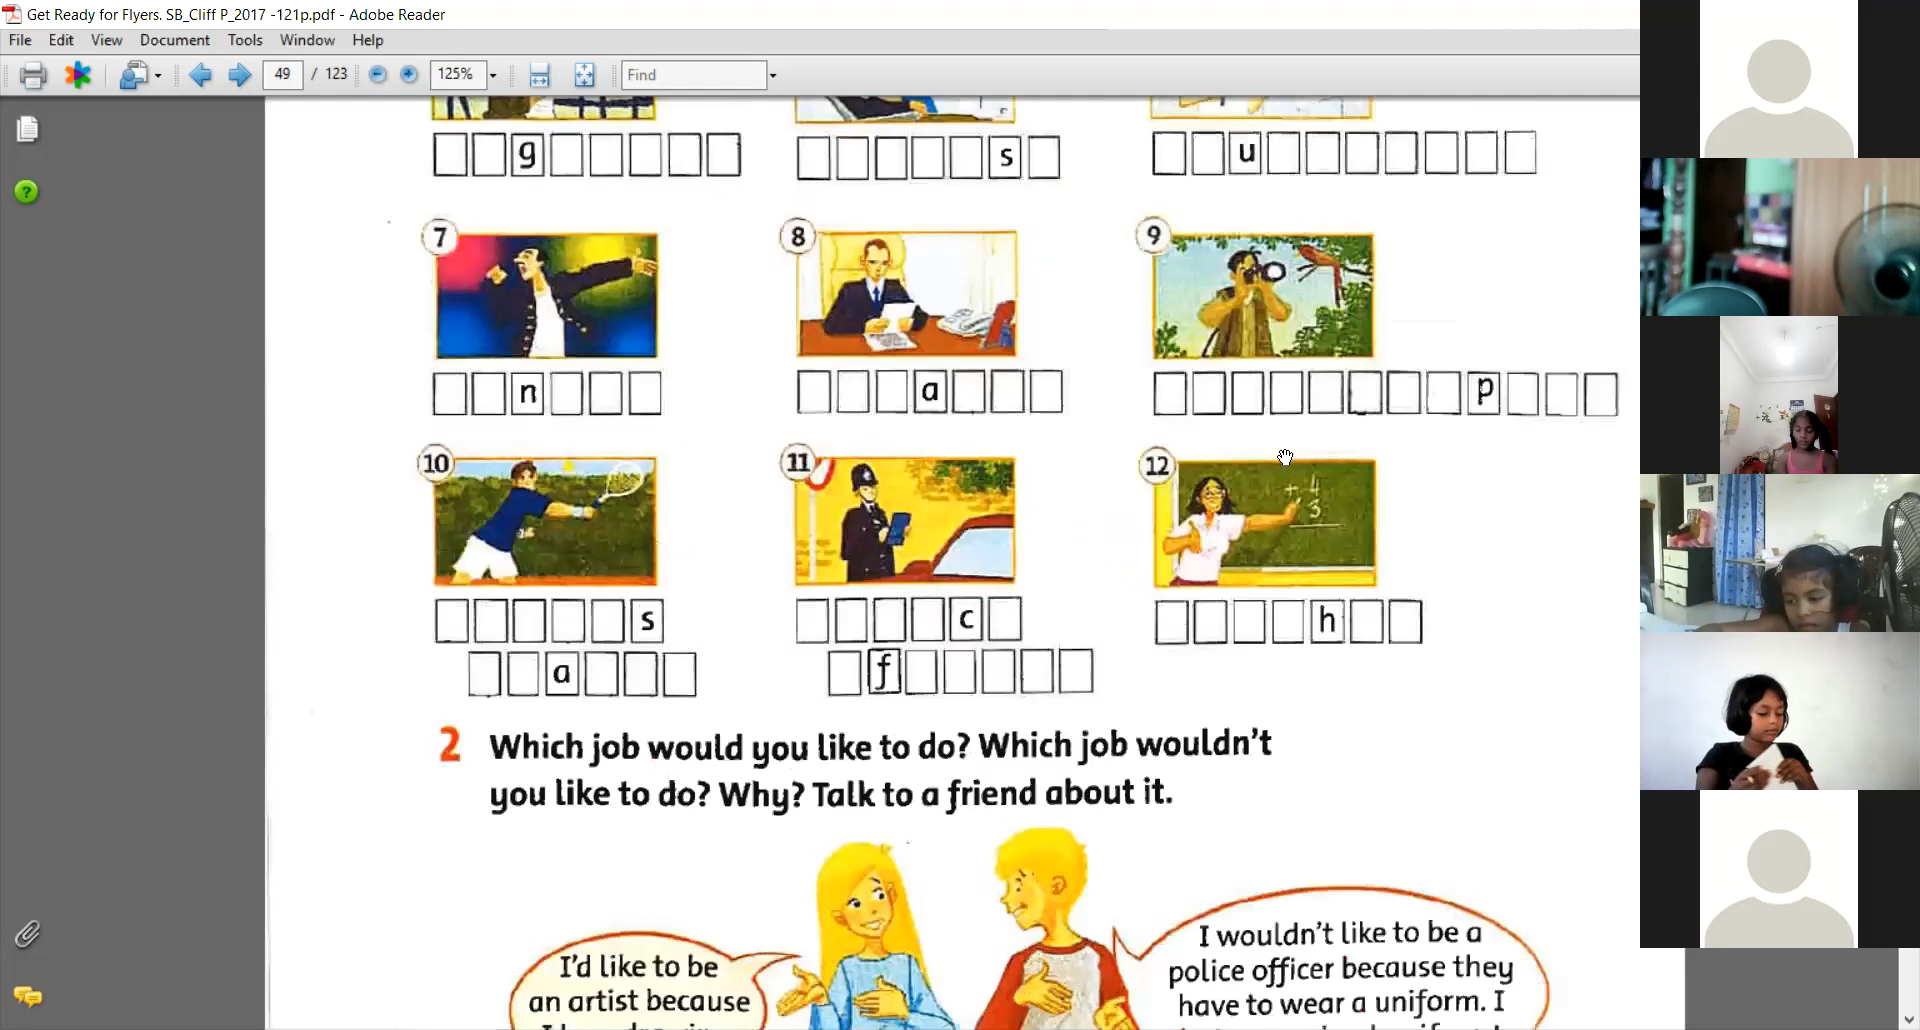 Get Ready for Flyers. SB_Cliff P_2017 -121p.pdf - Adobe Reader
File Edit View Document Tools Window Help
49 / 123 125% Find
g s u
7 8 9
n a p
10 11 12
+ 4
3
s c h
a f
2 Which job would you like to do? Which job wouldn't
you like to do? Why? Talk to a friend about it.
I'd like to be
an artist because
I wouldn't like to be a
police officer because they
have to wear a uniform. I